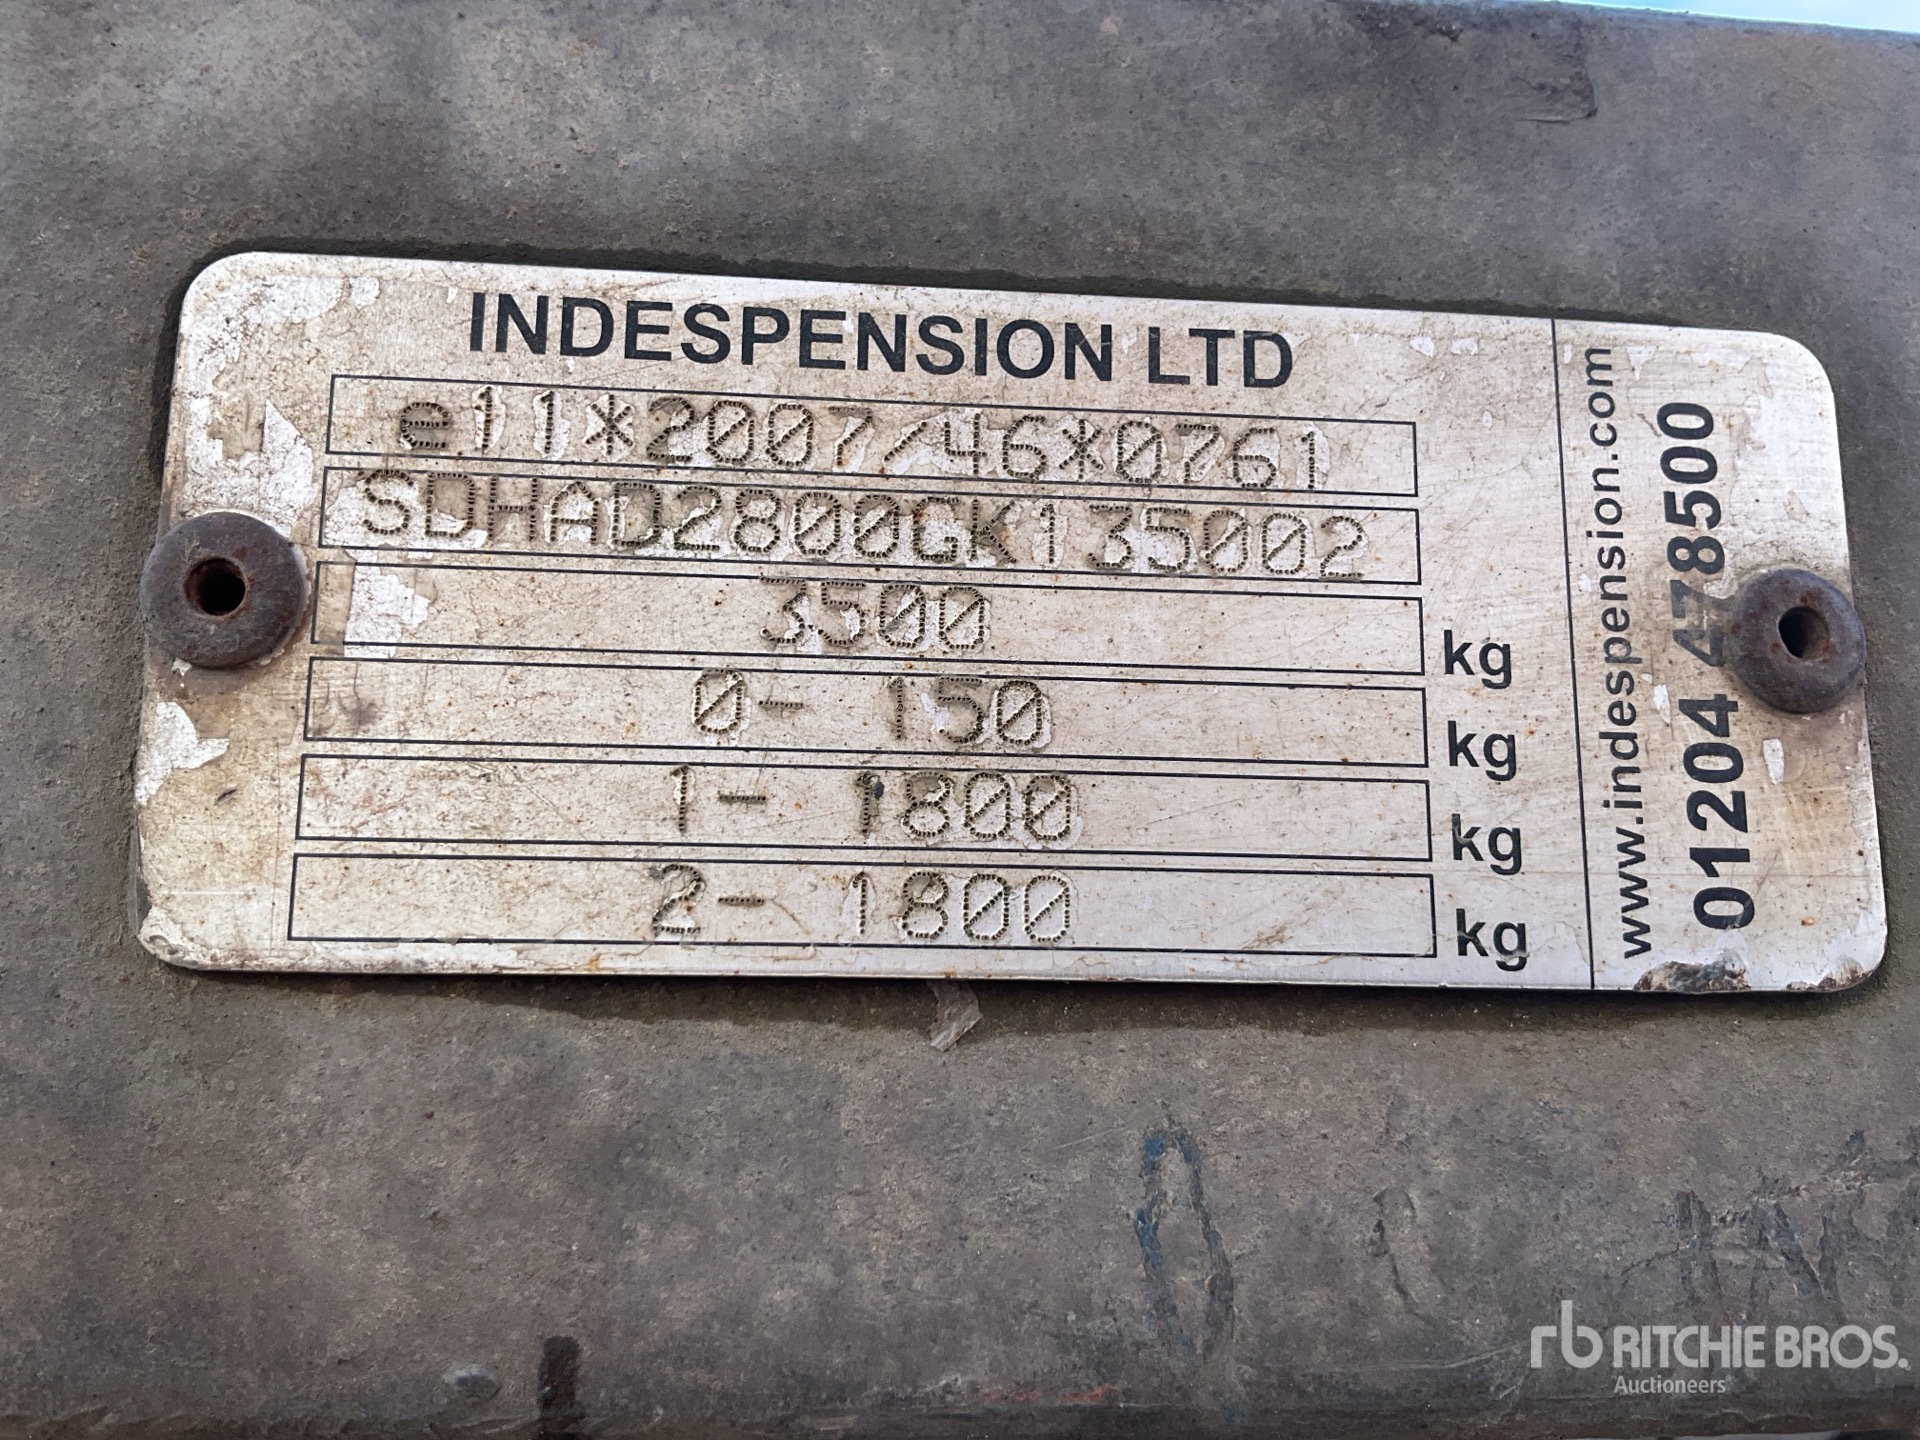 INDESPENSION LTD
e11*2007/46*0761
SDHAD2800GK135002
3500 kg
0- 150 kg
1- 1800 kg
2- 1800 kg
www.indespension.com
01204 478500
rb RITCHIE BROS.
Auctioneers